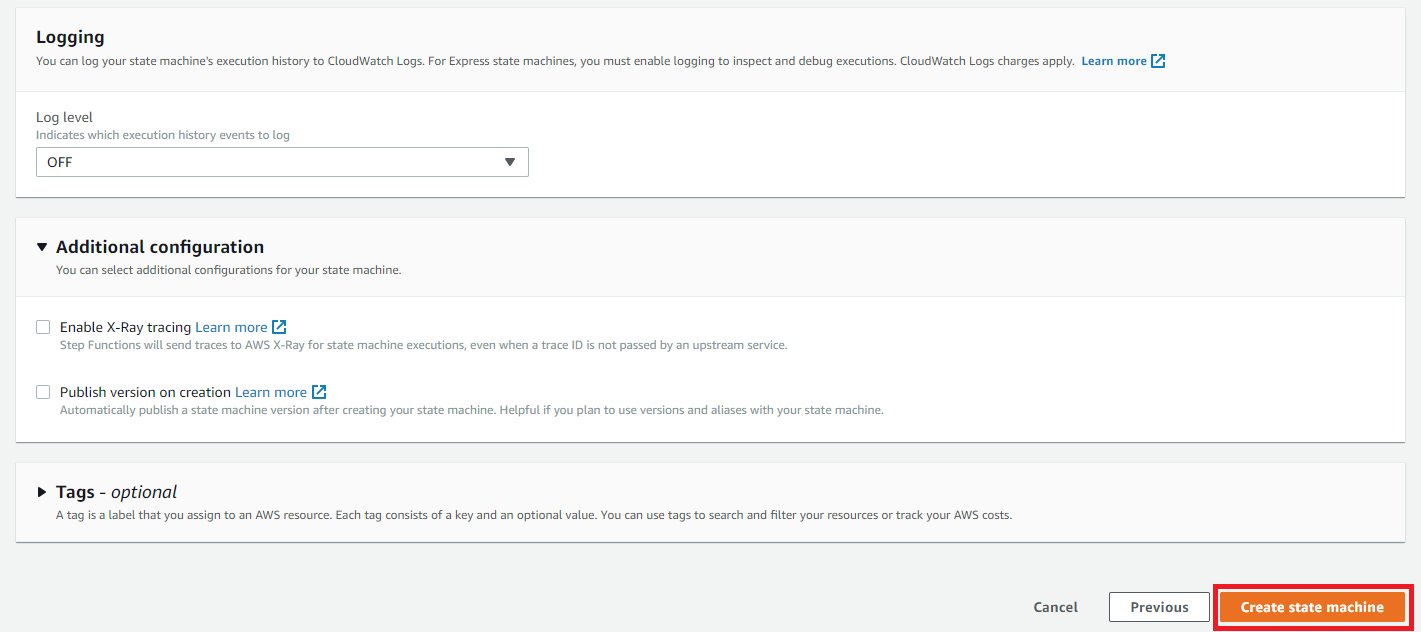 Logging
You can log your state machine's execution history to CloudWatch Logs. For Express state machines, you must enable logging to inspect and debug executions. CloudWatch Logs charges apply. Learn more
Log level
Indicates which execution history events to log
OFF
Additional configuration
You can select additional configurations for your state machine.
Enable X-Ray tracing Learn more
Step Functions will send traces to AWS X-Ray for state machine executions, even when a trace ID is not passed by an upstream service.
Publish version on creation Learn more
Automatically publish a state machine version after creating your state machine. Helpful if you plan to use versions and aliases with your state machine.
Tags - optional
A tag is a label that you assign to an AWS resource. Each tag consists of a key and an optional value. You can use tags to search and filter your resources or track your AWS costs.
Cancel Previous Create state machine